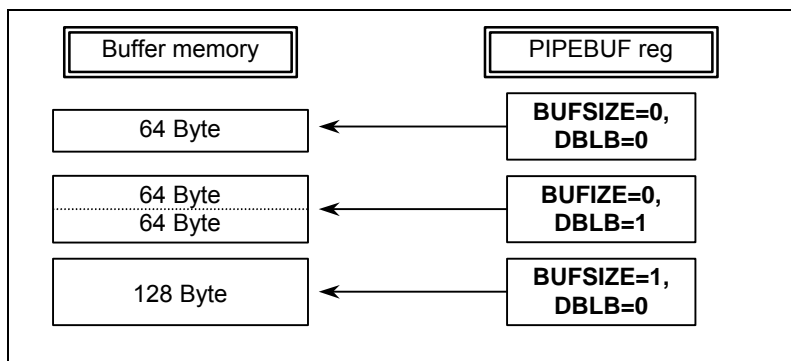 Buffer memory
PIPEBUF reg
64 Byte
BUFSIZE=0,
DBLB=0
64 Byte
64 Byte
BUFIZE=0,
DBLB=1
128 Byte
BUFSIZE=1,
DBLB=0